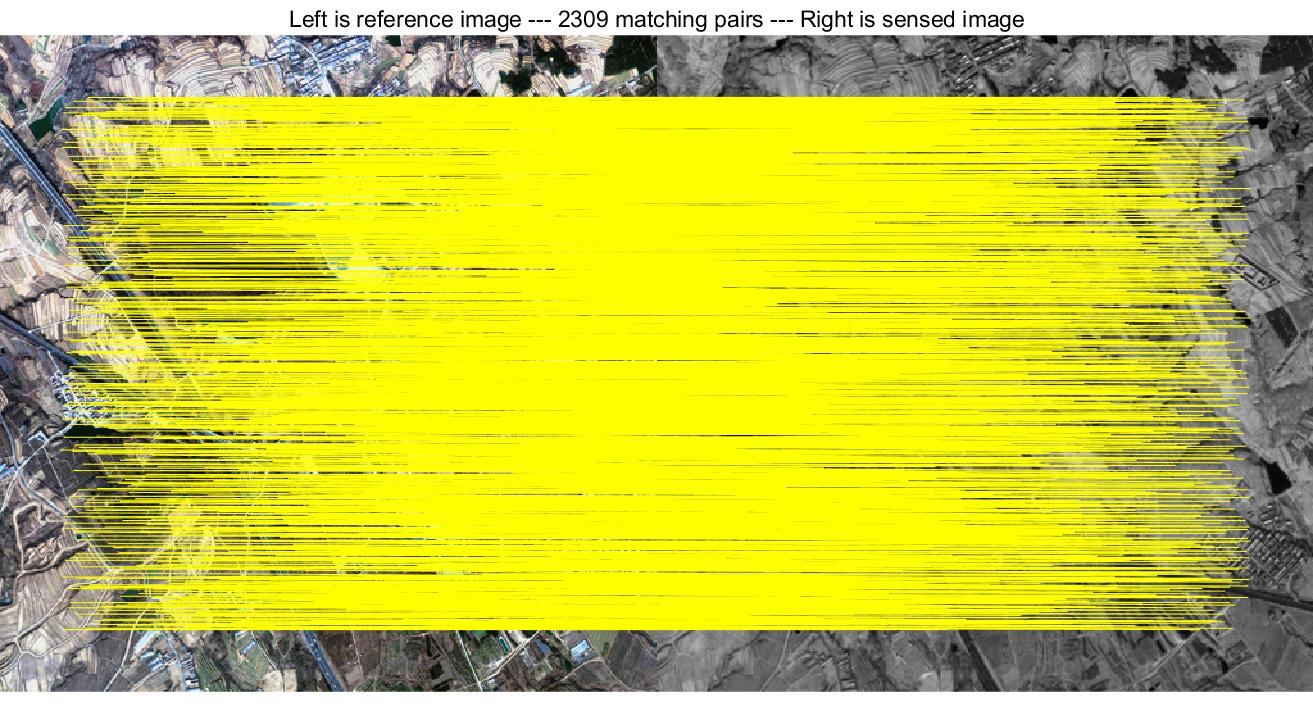 Left is reference image --- 2309 matching pairs --- Right is sensed image